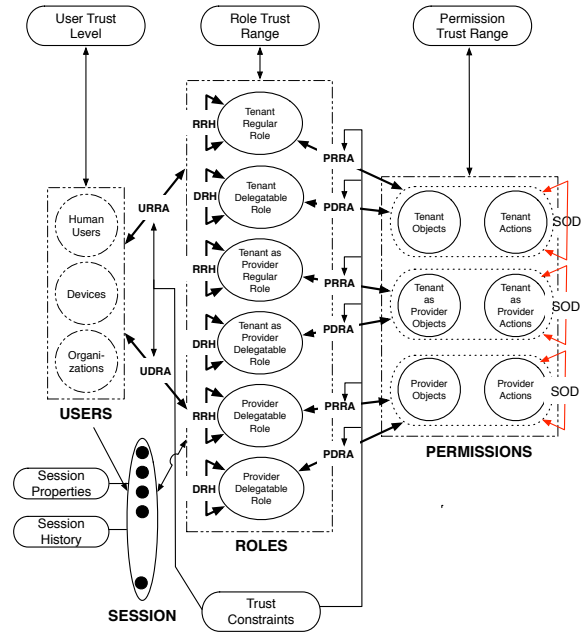 User Trust
Level
Role Trust
Range
Permission
Trust Range
RRH
Tenant
Regular
Role
PRRA
DRH
Tenant
Delegatable
Role
PDRA
URRA
Human
Users
Tenant
Objects
Tenant
Actions
SOD
RRH
Tenant as
Provider
Regular
Role
PRRA
Devices
Tenant
as
Provider
Objects
Tenant
as
Provider
Actions
SOD
DRH
Tenant as
Provider
Delegatable
Role
PDRA
Organi-
zations
UDRA
USERS
RRH
Provider
Delegatable
Role
PRRA
Provider
Objects
Provider
Actions
SOD
PERMISSIONS
DRH
Provider
Delegatable
Role
PDRA
Session
Properties
Session
History
ROLES
SESSION
Trust
Constraints